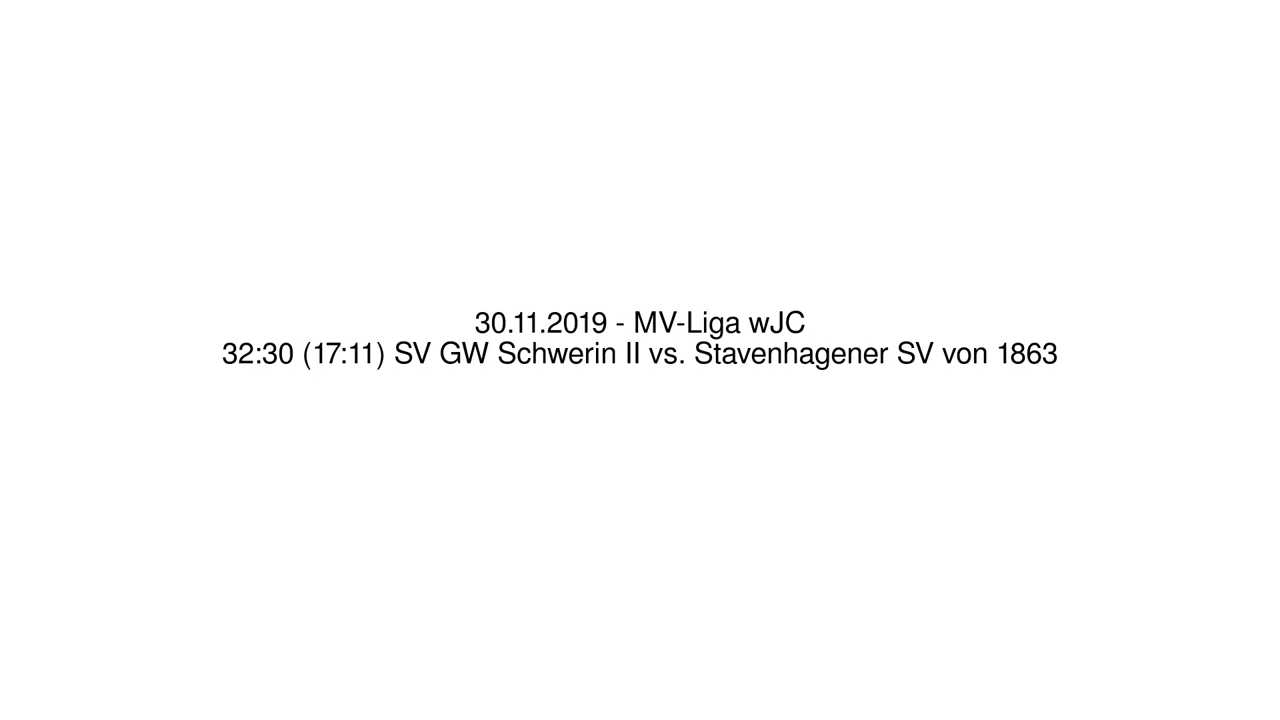 30.11.2019 - MV-Liga wJC
32:30 (17:11) SV GW Schwerin II vs. Stavenhagener SV von 1863